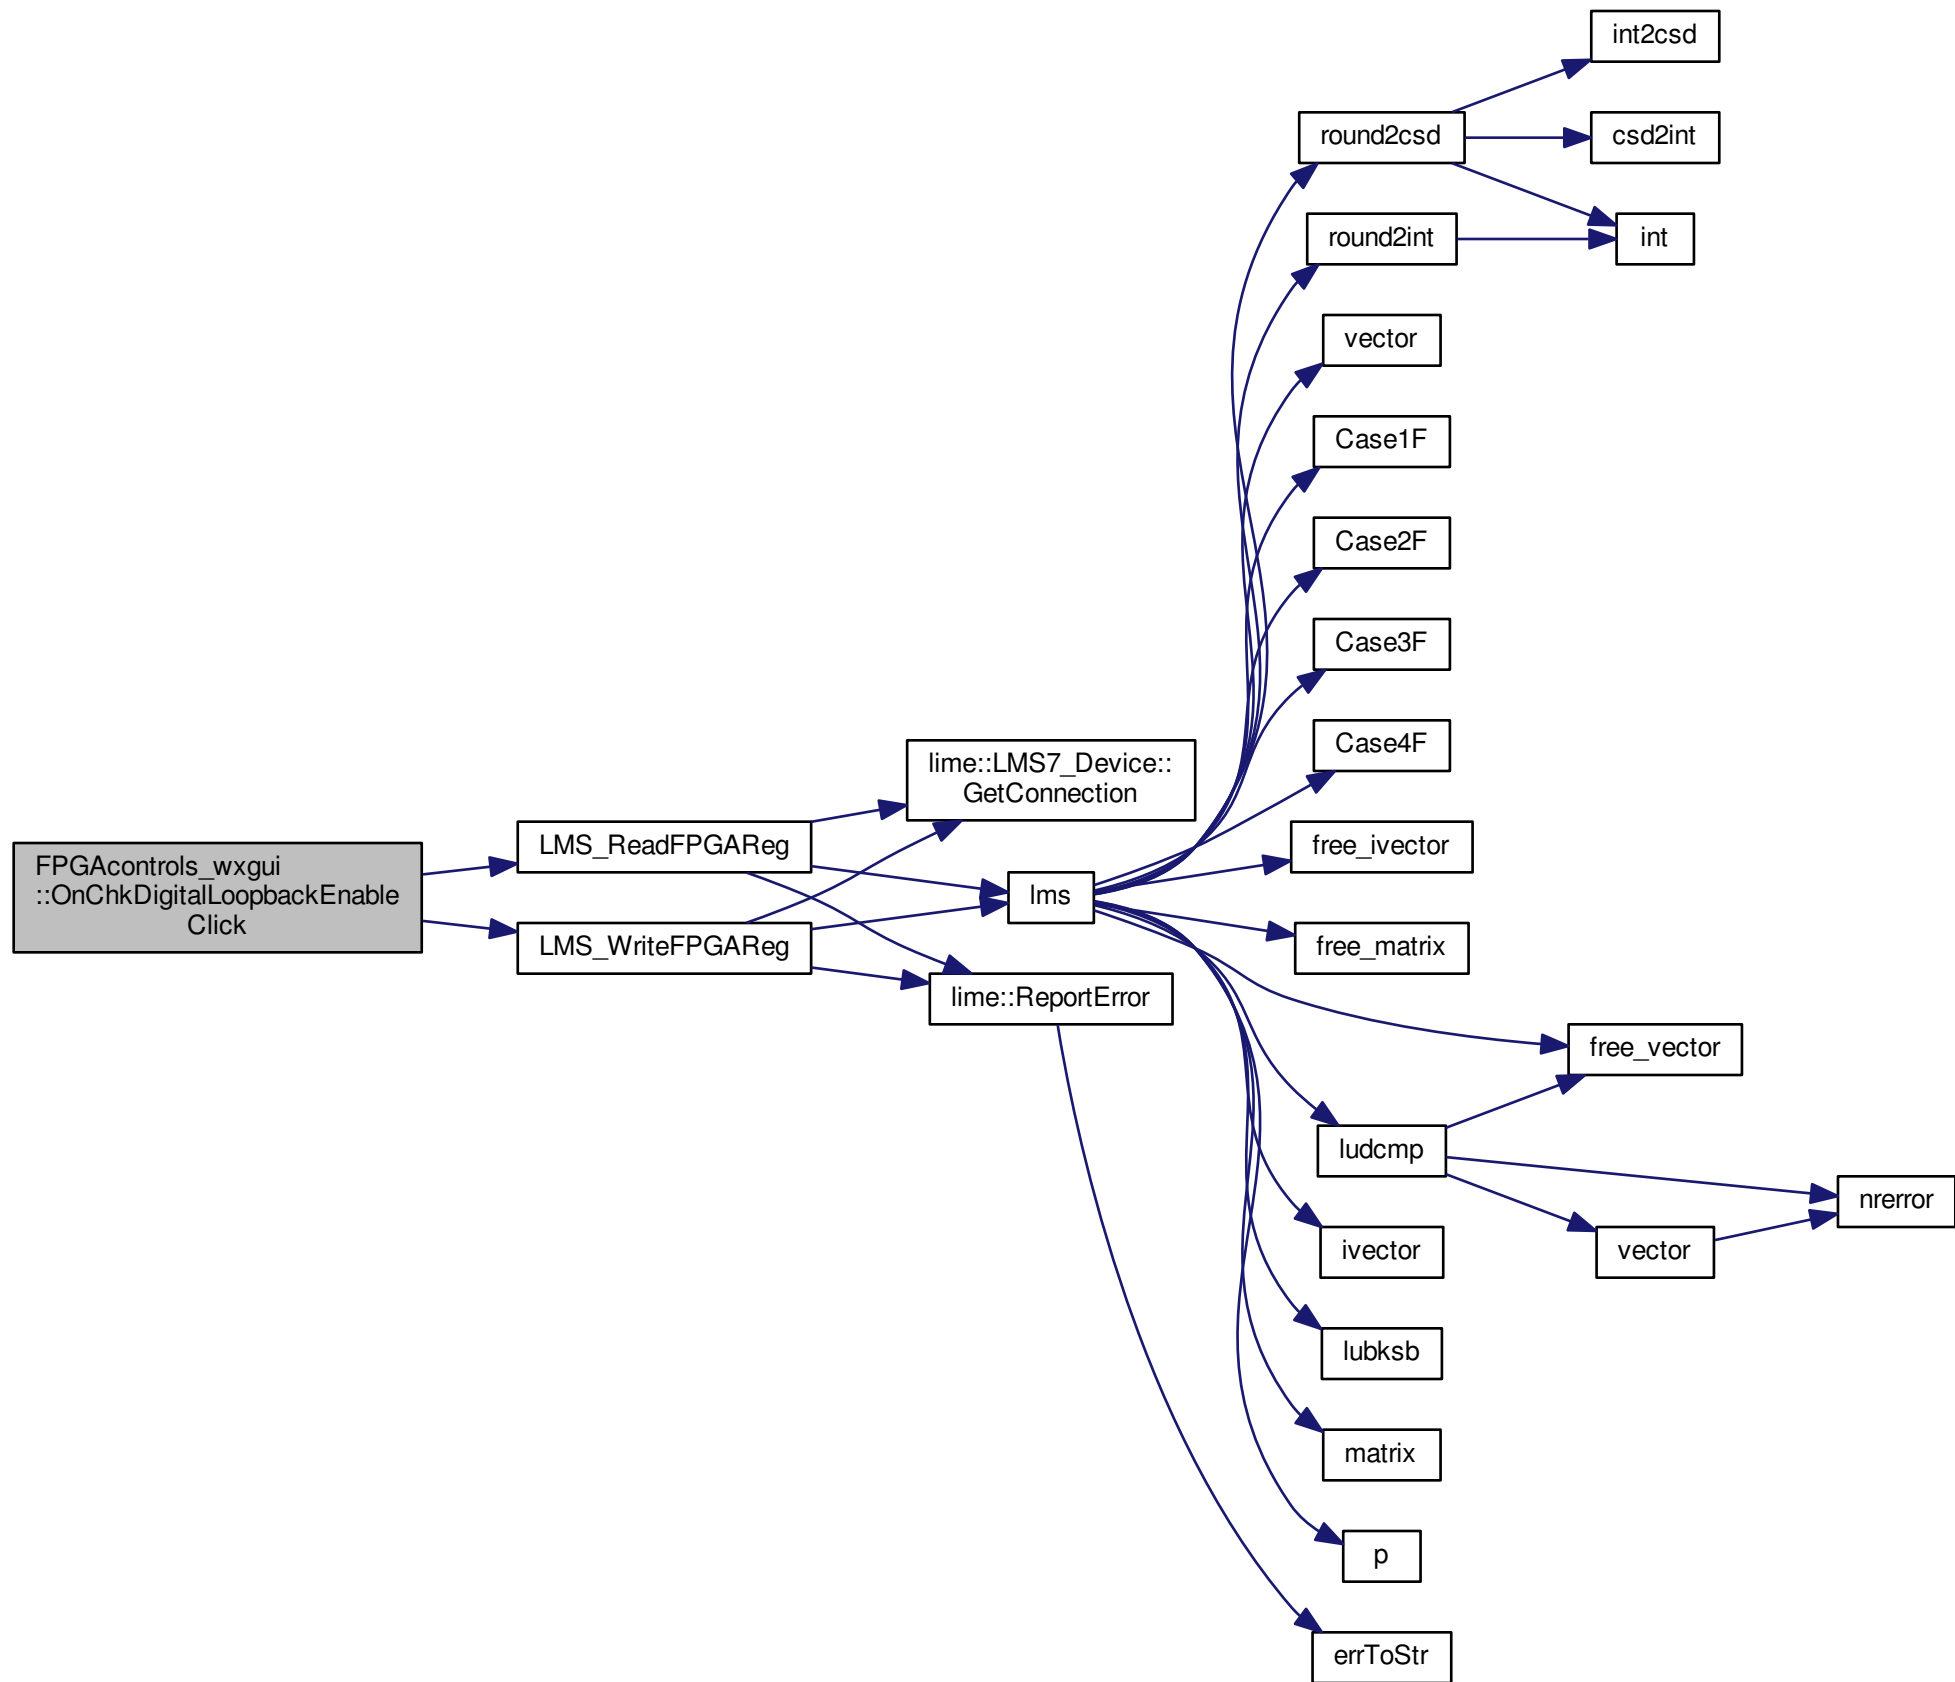 int2csd
round2csd
csd2int
round2int
int
vector
Case1F
Case2F
Case3F
Case4F
lime::LMS7_Device::
GetConnection
LMS_ReadFPGAReg
free_ivector
FPGAcontrols_wxgui
::OnChkDigitalLoopbackEnable
Click
lms
LMS_WriteFPGAReg
free_matrix
lime::ReportError
free_vector
ludcmp
nrerror
ivector
vector
lubksb
matrix
p
errToStr